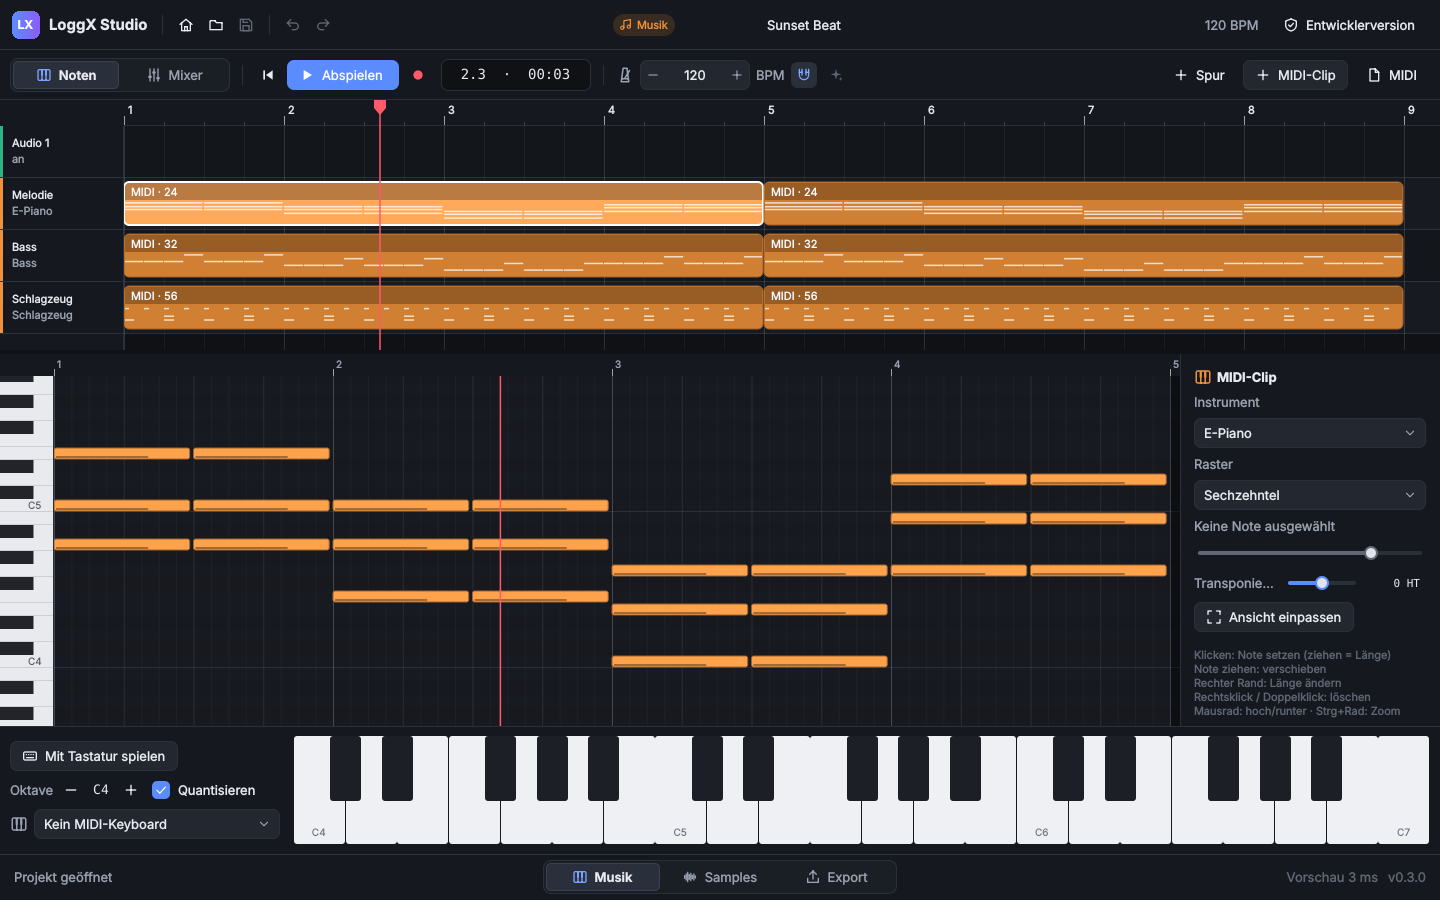 LX LoggX Studio Musik Sunset Beat 120 BPM Entwicklerversion
Noten Mixer Abspielen 2.3 · 00:03 120 BPM Spur MIDI-Clip MIDI
1 2 3 4 5 6 7 8 9
Audio 1
an
Melodie
E-Piano
MIDI · 24 MIDI · 24
Bass
Bass
MIDI · 32 MIDI · 32
Schlagzeug
Schlagzeug
MIDI · 56 MIDI · 56
1 2 3 4 5
C5
C4
MIDI-Clip
Instrument
E-Piano
Raster
Sechzehntel
Keine Note ausgewählt
Transponie... 0 HT
Ansicht einpassen
Klicken: Note setzen (ziehen = Länge)
Note ziehen: verschieben
Rechter Rand: Länge ändern
Rechtsklick / Doppelklick: löschen
Mausrad: hoch/runter · Strg+Rad: Zoom
Mit Tastatur spielen
Oktave − C4 + Quantisieren
Kein MIDI-Keyboard
C4 C5 C6 C7
Projekt geöffnet Musik Samples Export Vorschau 3 ms v0.3.0